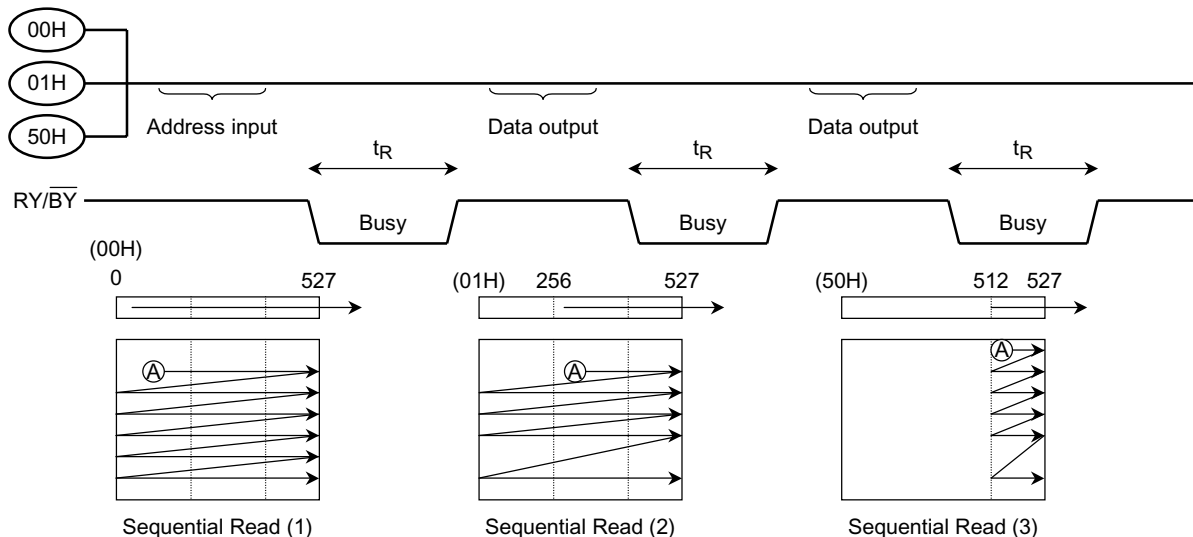 00H
01H
50H
Address input
Data output
Data output
tR
tR
tR
RY/B̅Y̅
Busy
Busy
Busy
(00H)
0 527
(01H) 256 527
(50H) 512 527
A
A
A
Sequential Read (1)
Sequential Read (2)
Sequential Read (3)